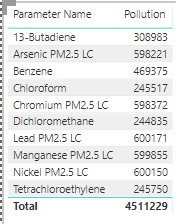 Parameter Name Pollution
13-Butadiene 308983
Arsenic PM2.5 LC 598221
Benzene 469375
Chloroform 245517
Chromium PM2.5 LC 598372
Dichloromethane 244835
Lead PM2.5 LC 600171
Manganese PM2.5 LC 599855
Nickel PM2.5 LC 600150
Tetrachloroethylene 245750
Total 4511229